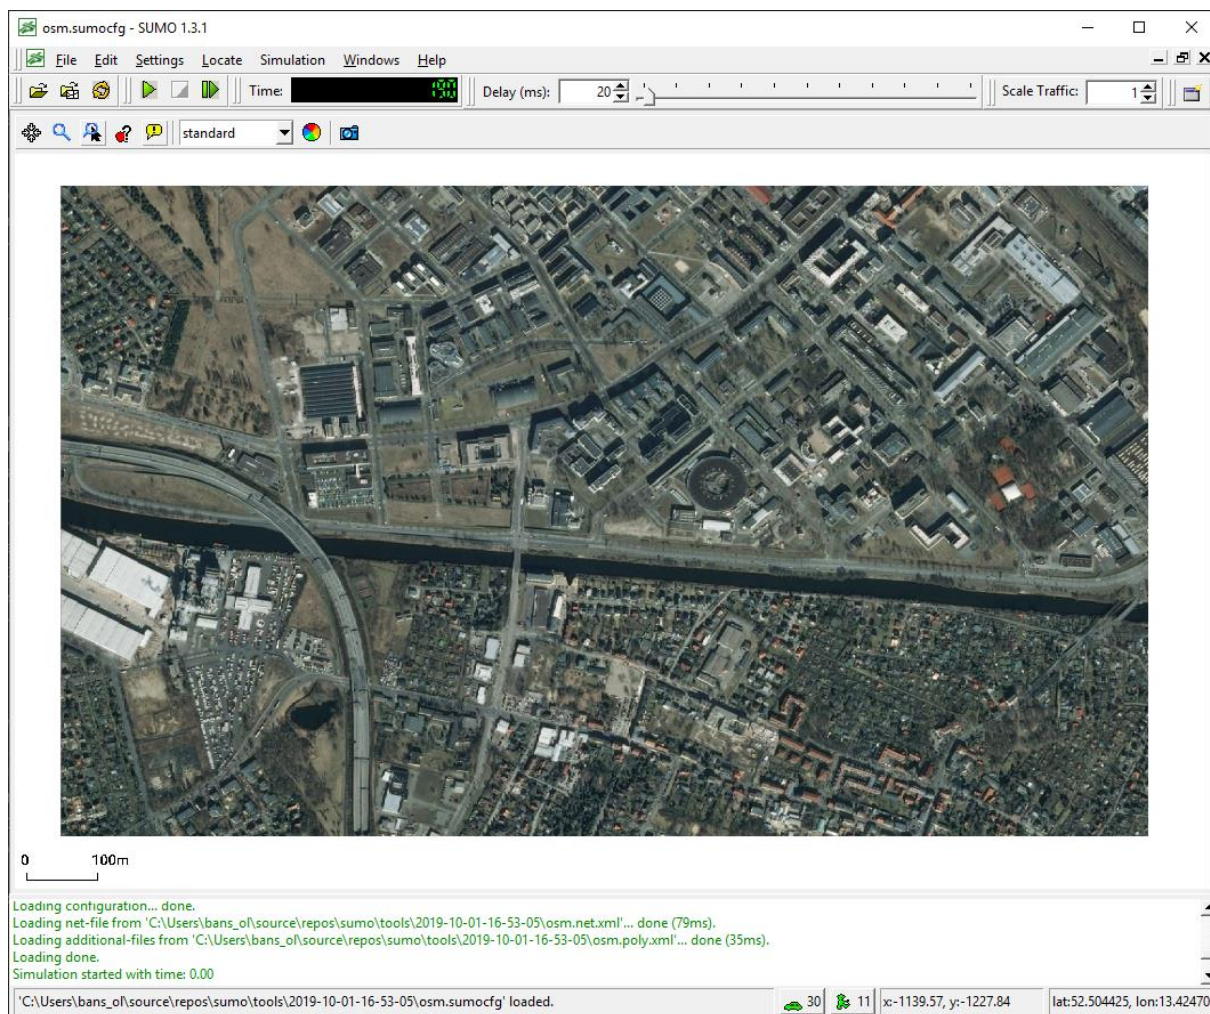 osm.sumocfg - SUMO 1.3.1
File Edit Settings Locate Simulation Windows Help
Time: 190 Delay (ms): 20 Scale Traffic: 1
standard
0 100m
Loading configuration... done.
Loading net-file from 'C:\Users\bans_ol\source\repos\sumo\tools\2019-10-01-16-53-05\osm.net.xml'... done (79ms).
Loading additional-files from 'C:\Users\bans_ol\source\repos\sumo\tools\2019-10-01-16-53-05\osm.poly.xml'... done (35ms).
Loading done.
Simulation started with time: 0.00
'C:\Users\bans_ol\source\repos\sumo\tools\2019-10-01-16-53-05\osm.sumocfg' loaded. 30 11 x:-1139.57, y:-1227.84 lat:52.504425, lon:13.42470